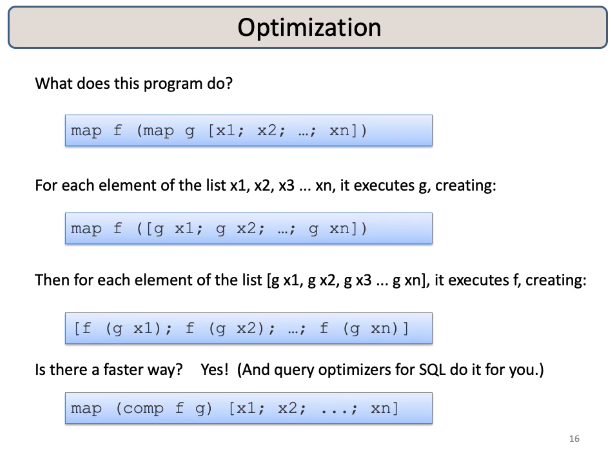 Optimization
What does this program do?
map f (map g [x1; x2; …; xn])
For each element of the list x1, x2, x3 ... xn, it executes g, creating:
map f ([g x1; g x2; …; g xn])
Then for each element of the list [g x1, g x2, g x3 ... g xn], it executes f, creating:
[f (g x1); f (g x2); …; f (g xn)]
Is there a faster way? Yes! (And query optimizers for SQL do it for you.)
map (comp f g) [x1; x2; ...; xn]
16